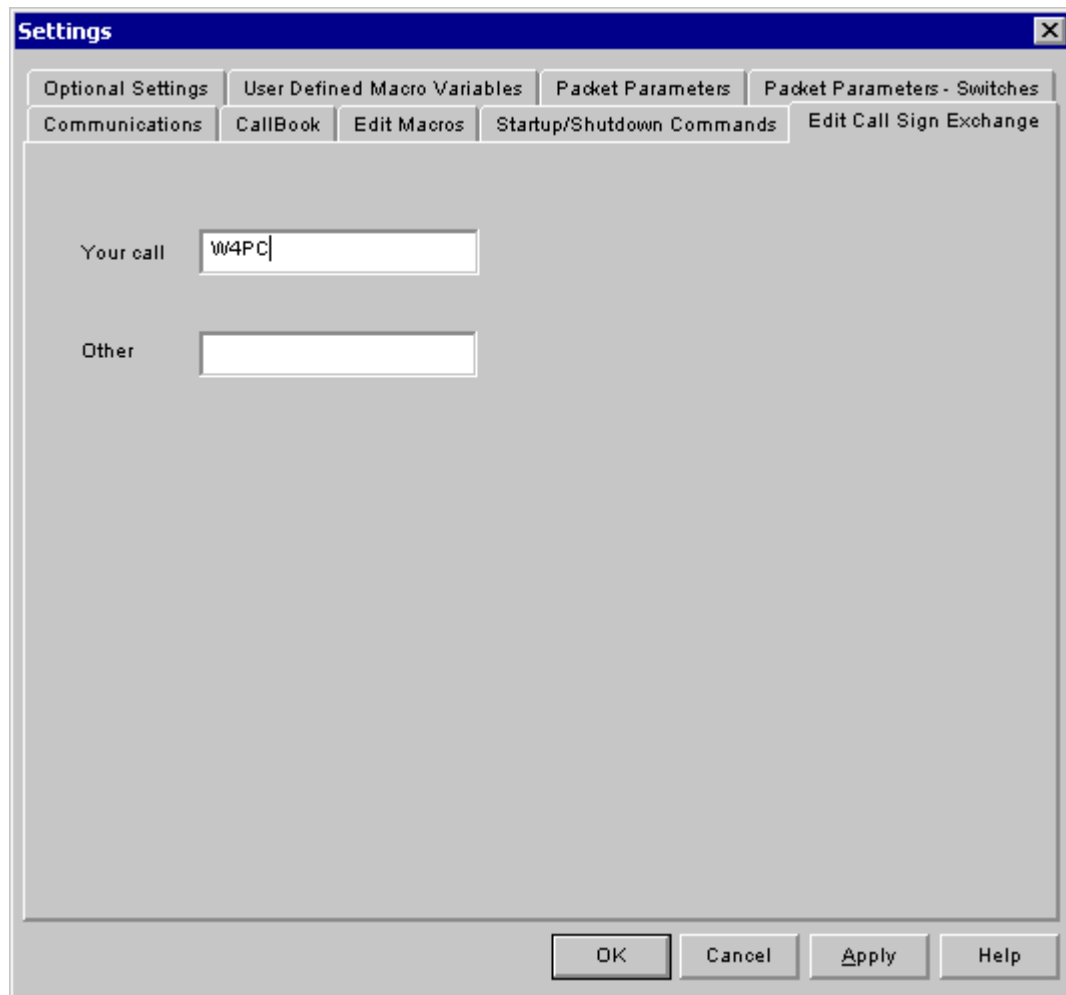 Settings
Optional Settings User Defined Macro Variables Packet Parameters Packet Parameters - Switches
Communications CallBook Edit Macros Startup/Shutdown Commands Edit Call Sign Exchange
Your call W4PC
Other
OK Cancel Apply Help